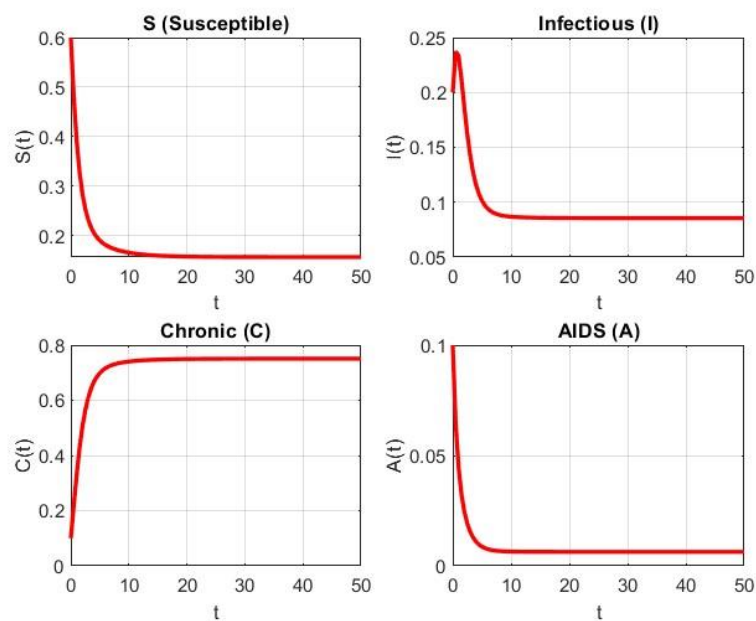 S (Susceptible)
0.6
0.5
0.4
0.3
0.2
S(t)
0 10 20 30 40 50
t
Infectious (I)
0.25
0.2
0.15
0.1
0.05
I(t)
0 10 20 30 40 50
t
Chronic (C)
0.8
0.6
0.4
0.2
0
C(t)
0 10 20 30 40 50
t
AIDS (A)
0.1
0.05
0
A(t)
0 10 20 30 40 50
t